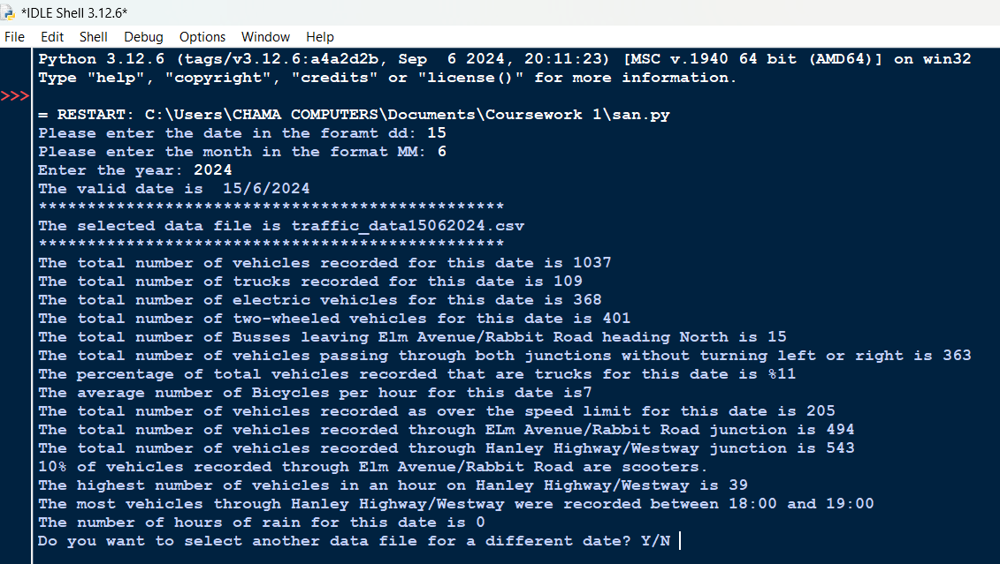 *IDLE Shell 3.12.6*
File Edit Shell Debug Options Window Help
Python 3.12.6 (tags/v3.12.6:a4a2d2b, Sep  6 2024, 20:11:23) [MSC v.1940 64 bit (AMD64)] on win32
Type "help", "copyright", "credits" or "license()" for more information.
>>>
= RESTART: C:\Users\CHAMA COMPUTERS\Documents\Coursework 1\san.py
Please enter the date in the foramt dd: 15
Please enter the month in the format MM: 6
Enter the year: 2024
The valid date is  15/6/2024
************************************************
The selected data file is traffic_data15062024.csv
************************************************
The total number of vehicles recorded for this date is 1037
The total number of trucks recorded for this date is 109
The total number of electric vehicles for this date is 368
The total number of two-wheeled vehicles for this date is 401
The total number of Busses leaving Elm Avenue/Rabbit Road heading North is 15
The total number of vehicles passing through both junctions without turning left or right is 363
The percentage of total vehicles recorded that are trucks for this date is %11
The average number of Bicycles per hour for this date is7
The total number of vehicles recorded as over the speed limit for this date is 205
The total number of vehicles recorded through ELm Avenue/Rabbit Road junction is 494
The total number of vehicles recorded through Hanley Highway/Westway junction is 543
10% of vehicles recorded through Elm Avenue/Rabbit Road are scooters.
The highest number of vehicles in an hour on Hanley Highway/Westway is 39
The most vehicles through Hanley Highway/Westway were recorded between 18:00 and 19:00
The number of hours of rain for this date is 0
Do you want to select another data file for a different date? Y/N